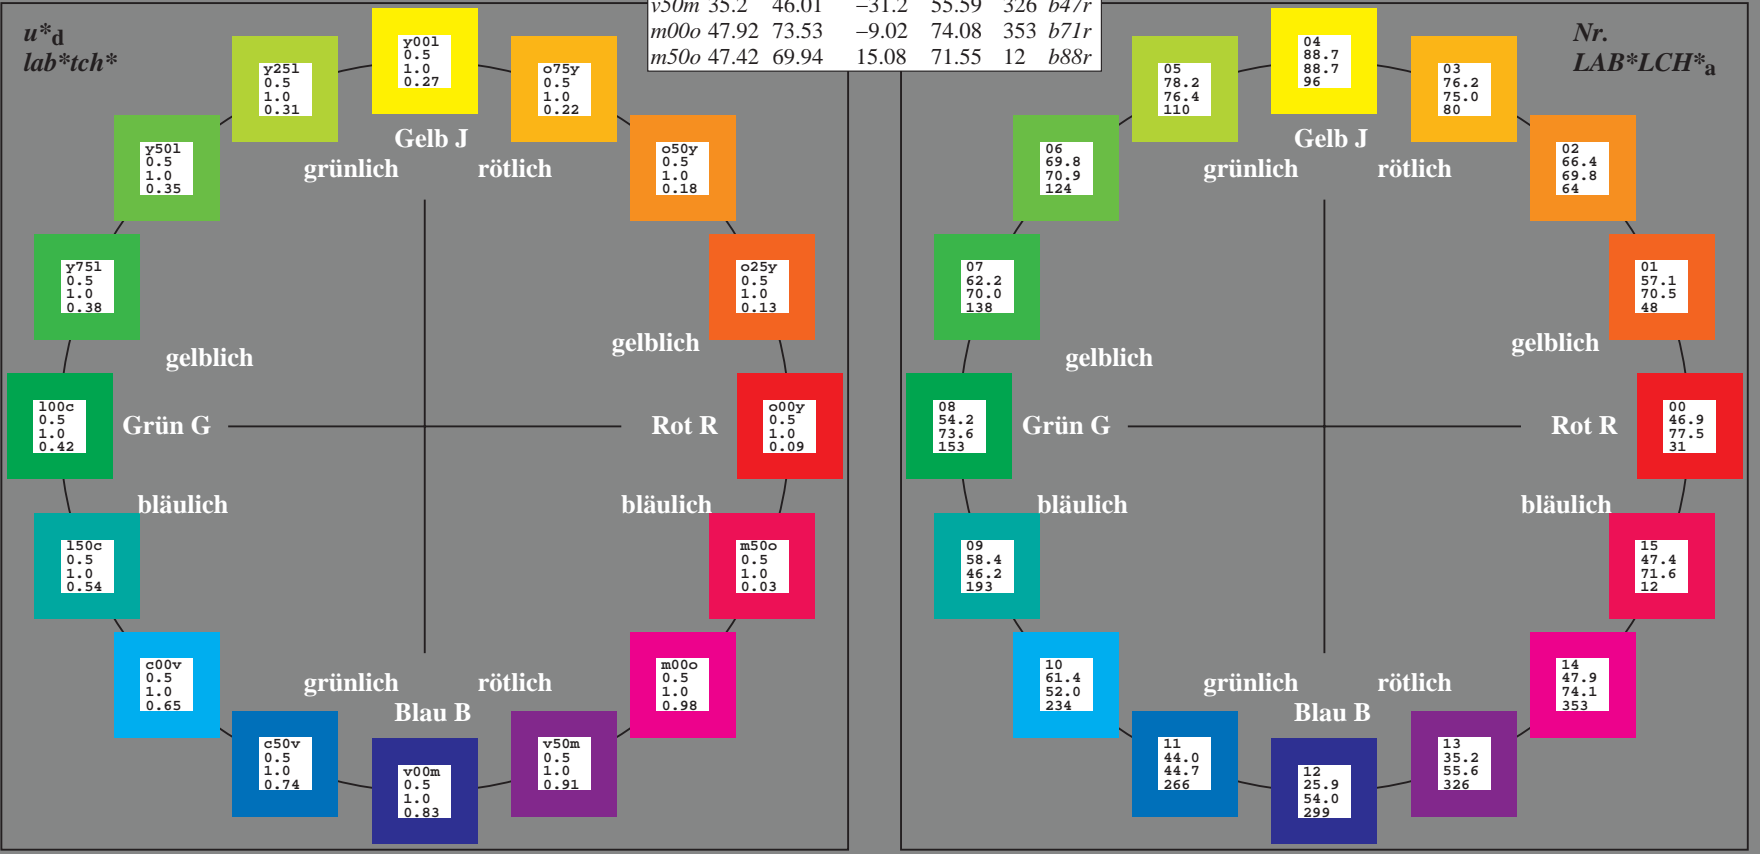 v50m 35.2 46.01 −31.2 55.59 326 b47r
m00o 47.92 73.53 −9.02 74.08 353 b71r
m50o 47.42 69.94 15.08 71.55 12 b88r
u*d
lab*tch*
y00l
0.5
1.0
0.27
y25l
0.5
1.0
0.31
o75y
0.5
1.0
0.22
Gelb J
grünlich rötlich
y50l
0.5
1.0
0.35
o50y
0.5
1.0
0.18
y75l
0.5
1.0
0.38
o25y
0.5
1.0
0.13
gelblich
gelblich
l00c
0.5
1.0
0.42
Grün G
Rot R
o00y
0.5
1.0
0.09
bläulich
bläulich
l50c
0.5
1.0
0.54
m50o
0.5
1.0
0.03
c00v
0.5
1.0
0.65
m00o
0.5
1.0
0.98
grünlich rötlich
Blau B
c50v
0.5
1.0
0.74
v00m
0.5
1.0
0.83
v50m
0.5
1.0
0.91
Nr.
LAB*LCH*a
04
88.7
88.7
96
05
78.2
76.4
110
03
76.2
75.0
80
Gelb J
grünlich rötlich
06
69.8
70.9
124
02
66.4
69.8
64
07
62.2
70.0
138
01
57.1
70.5
48
gelblich
gelblich
08
54.2
73.6
153
Grün G
Rot R
00
46.9
77.5
31
bläulich
bläulich
09
58.4
46.2
193
15
47.4
71.6
12
10
61.4
52.0
234
14
47.9
74.1
353
grünlich rötlich
Blau B
11
44.0
44.7
266
12
25.9
54.0
299
13
35.2
55.6
326